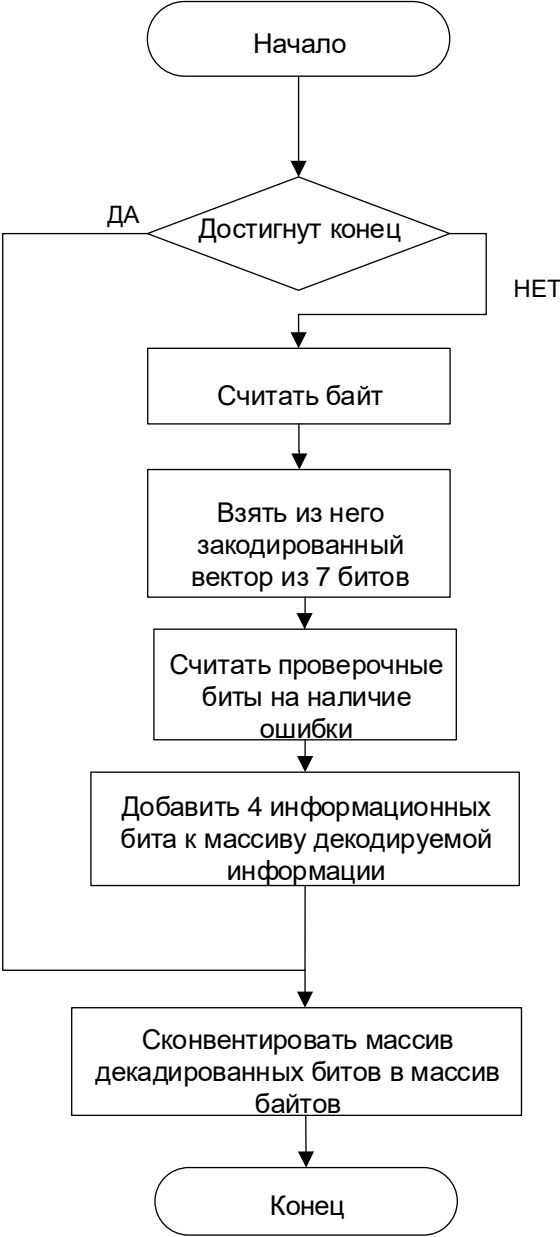 Начало
ДА
Достигнут конец
НЕТ
Считать байт
Взять из него
закодированный
вектор из 7 битов
Считать проверочные
биты на наличие
ошибки
Добавить 4 информационных
бита к массиву декодируемой
информации
Сконвентировать массив
декадированных битов в массив
байтов
Конец